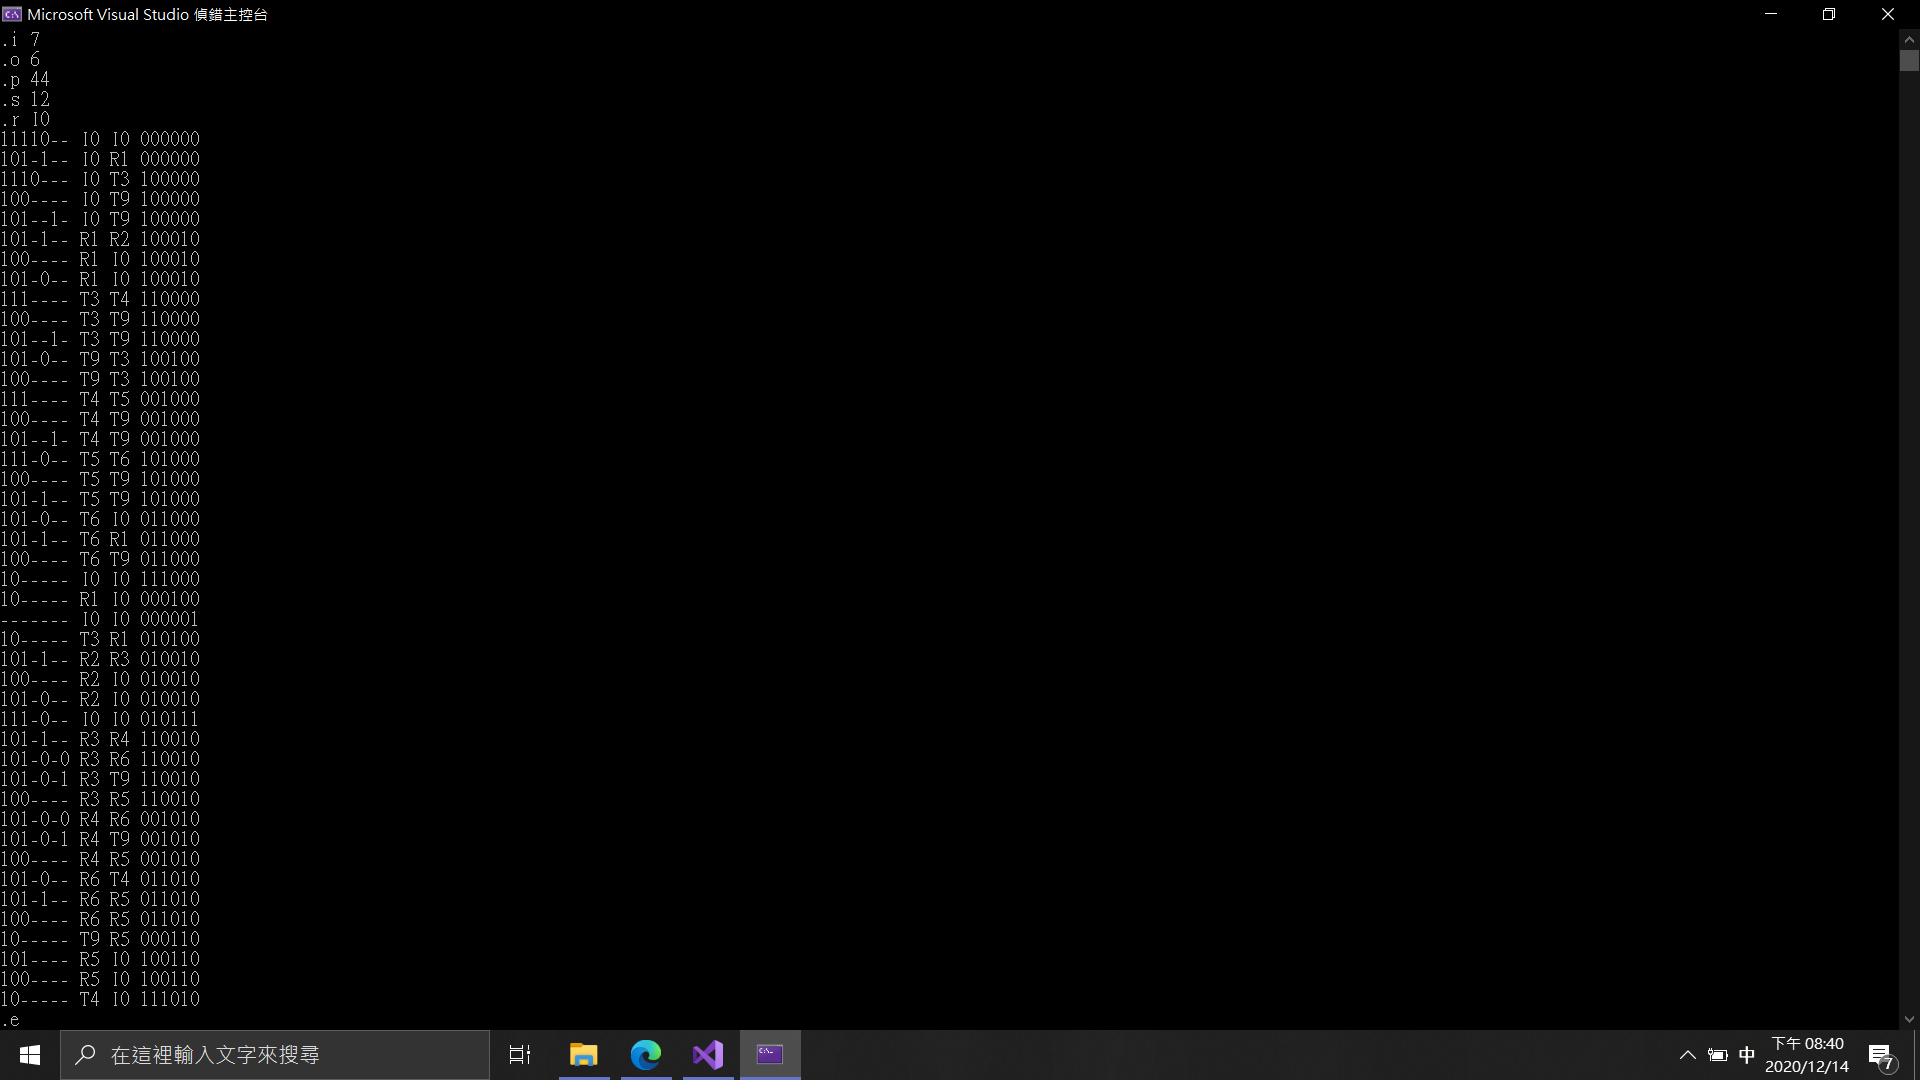 Microsoft Visual Studio 偵錯主控台
.i 7
.o 6
.p 44
.s 12
.r I0
11110-- I0 I0 000000
101-1-- I0 R1 000000
1110--- I0 T3 100000
100---- I0 T9 100000
101--1- I0 T9 100000
101-1-- R1 R2 100010
100---- R1 I0 100010
101-0-- R1 I0 100010
111---- T3 T4 110000
100---- T3 T9 110000
101--1- T3 T9 110000
101-0-- T9 T3 100100
100---- T9 T3 100100
111---- T4 T5 001000
100---- T4 T9 001000
101--1- T4 T9 001000
111-0-- T5 T6 101000
100---- T5 T9 101000
101-1-- T5 T9 101000
101-0-- T6 I0 011000
101-1-- T6 R1 011000
100---- T6 T9 011000
10----- I0 I0 111000
10----- R1 I0 000100
------- I0 I0 000001
10----- T3 R1 010100
101-1-- R2 R3 010010
100---- R2 I0 010010
101-0-- R2 I0 010010
111-0-- I0 I0 010111
101-1-- R3 R4 110010
101-0-0 R3 R6 110010
101-0-1 R3 T9 110010
100---- R3 R5 110010
101-0-0 R4 R6 001010
101-0-1 R4 T9 001010
100---- R4 R5 001010
101-0-- R6 T4 011010
101-1-- R6 R5 011010
100---- R6 R5 011010
10----- T9 R5 000110
101---- R5 I0 100110
100---- R5 I0 100110
10----- T4 I0 111010
.e
在這裡輸入文字來搜尋
中
下午 08:40
2020/12/14
7